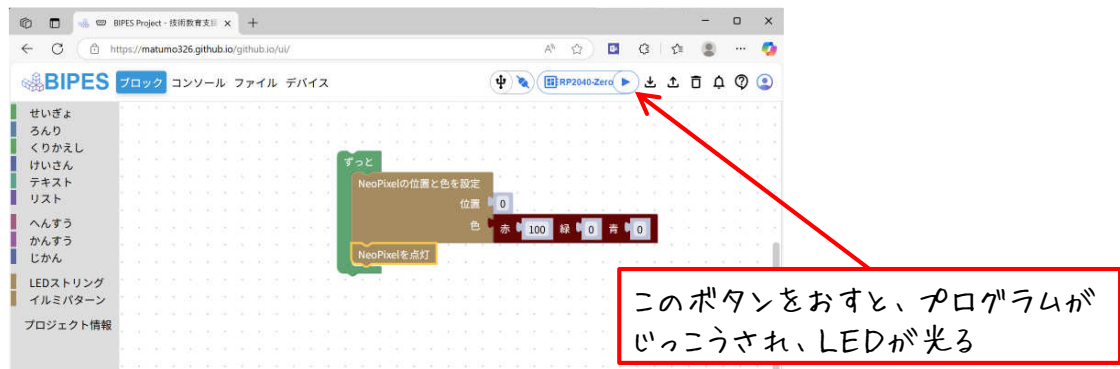 BIPES Project - 技術教育支
https://matumo326.github.io/github.io/ui/
BIPES ブロック コンソール ファイル デバイス RP2040-Zero
せいぎょ
ろんり
くりかえし
けいさん
テキスト
リスト
へんすう
かんすう
じかん
LEDストリング
イルミパターン
プロジェクト情報
ずっと
NeoPixelの位置と色を設定
位置 0
色 赤 100 緑 0 青 0
NeoPixelを点灯
このボタンをおすと、プログラムが
じっこうされ、LEDが光る